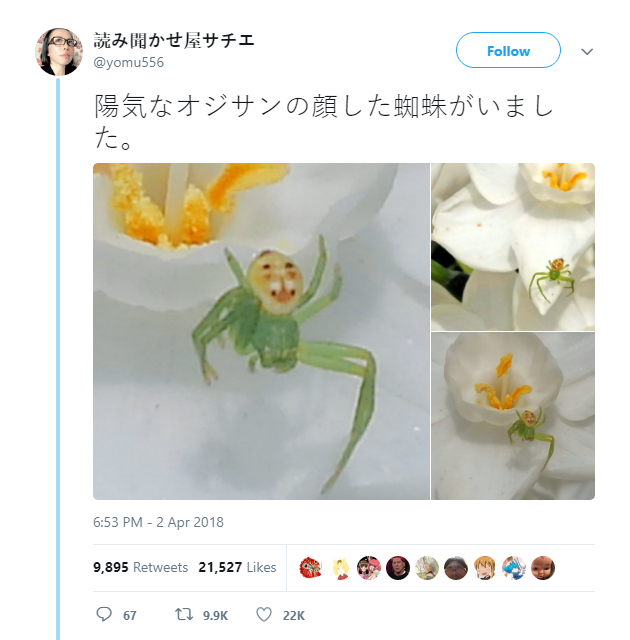 読み聞かせ屋サチエ
@yomu556
Follow
陽気なオジサンの顔した蜘蛛がいまし
た。
6:53 PM - 2 Apr 2018
9,895 Retweets 21,527 Likes
67 9.9K 22K